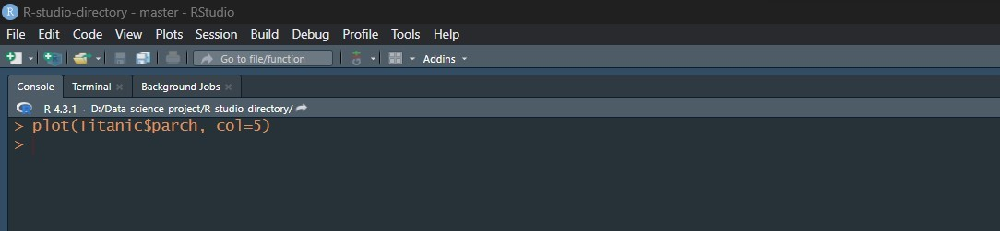 R R-studio-directory - master - RStudio
File Edit Code View Plots Session Build Debug Profile Tools Help
Go to file/function Addins
Console Terminal Background Jobs
R 4.3.1 · D:/Data-science-project/R-studio-directory/
> plot(Titanic$parch, col=5)
>